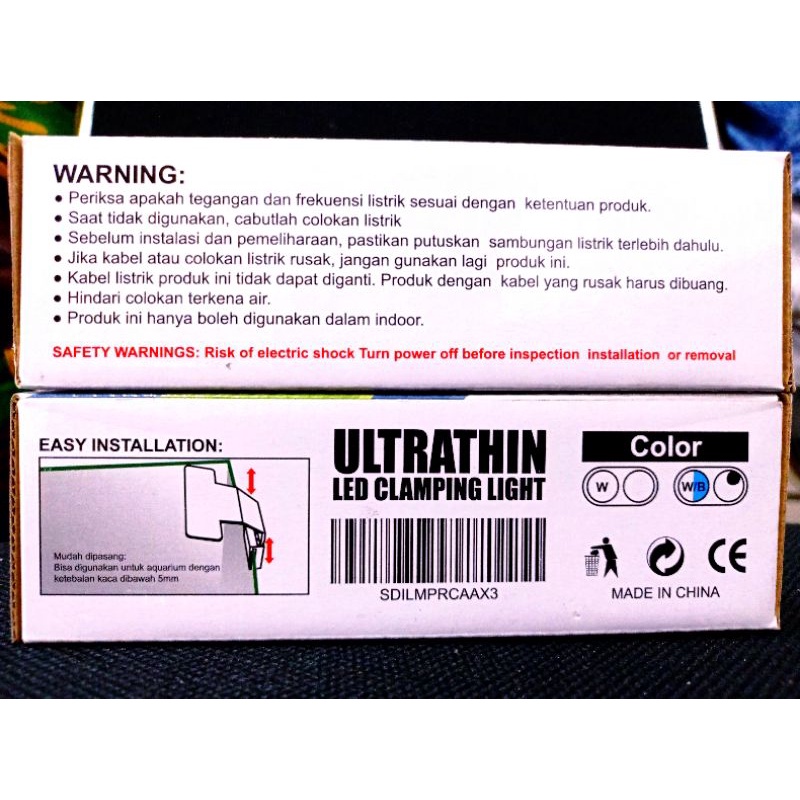 WARNING:
● Periksa apakah tegangan dan frekuensi listrik sesuai dengan ketentuan produk.
● Saat tidak digunakan, cabutlah colokan listrik
● Sebelum instalasi dan pemeliharaan, pastikan putuskan sambungan listrik terlebih dahulu.
● Jika kabel atau colokan listrik rusak, jangan gunakan lagi produk ini.
● Kabel listrik produk ini tidak dapat diganti. Produk dengan kabel yang rusak harus dibuang.
● Hindari colokan terkena air.
● Produk ini hanya boleh digunakan dalam indoor.
SAFETY WARNINGS: Risk of electric shock Turn power off before inspection installation or removal
EASY INSTALLATION:
Mudah dipasang:
Bisa digunakan untuk aquarium dengan
ketebalan kaca dibawah 5mm
ULTRATHIN
LED CLAMPING LIGHT
SDILMPRCAAX3
Color
W W/B
CE
MADE IN CHINA